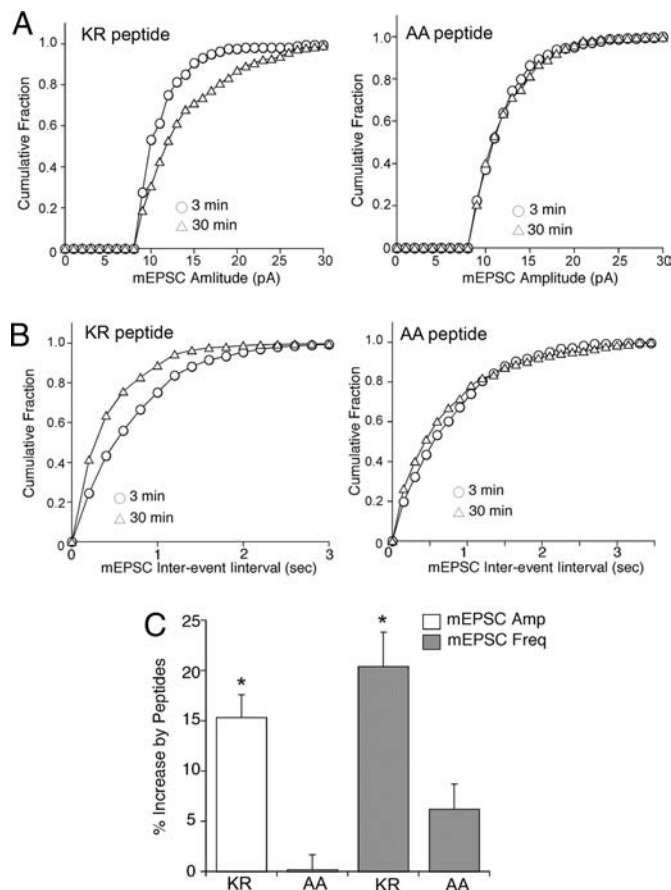 A
KR peptide
AA peptide
1.0
0.8
0.6
0.4
0.2
0
Cumulative Fraction
3 min
30 min
0 5 10 15 20 25 30
mEPSC Amlitude (pA)
1.0
0.8
0.6
0.4
0.2
0
Cumulative Fraction
3 min
30 min
0 5 10 15 20 25 30
mEPSC Amplitude (pA)
B
KR peptide
AA peptide
1.0
0.8
0.6
0.4
0.2
Cumulative Fraction
3 min
30 min
0 1 2 3
mEPSC Inter-event Iinterval (sec)
1.0
0.8
0.6
0.4
0.2
Cumulative Fraction
3 min
30 min
0 1 2 3
mEPSC Inter-event Iinterval (sec)
C
mEPSC Amp
mEPSC Freq
25
20
15
10
5
0
% Increase by Peptides
*
*
KR AA KR AA